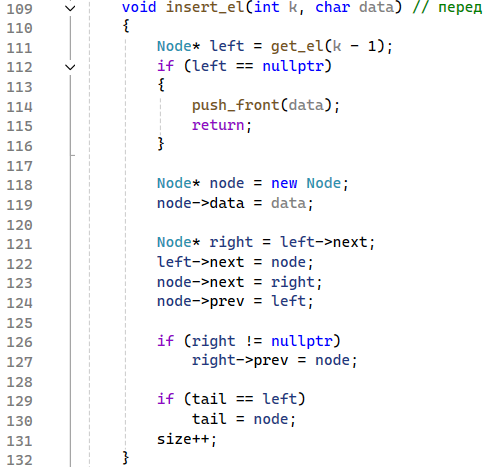 109 void insert_el(int k, char data) // перед
110 {
111 Node* left = get_el(k - 1);
112 if (left == nullptr)
113 {
114 push_front(data);
115 return;
116 }
117
118 Node* node = new Node;
119 node->data = data;
120
121 Node* right = left->next;
122 left->next = node;
123 node->next = right;
124 node->prev = left;
125
126 if (right != nullptr)
127 right->prev = node;
128
129 if (tail == left)
130 tail = node;
131 size++;
132 }